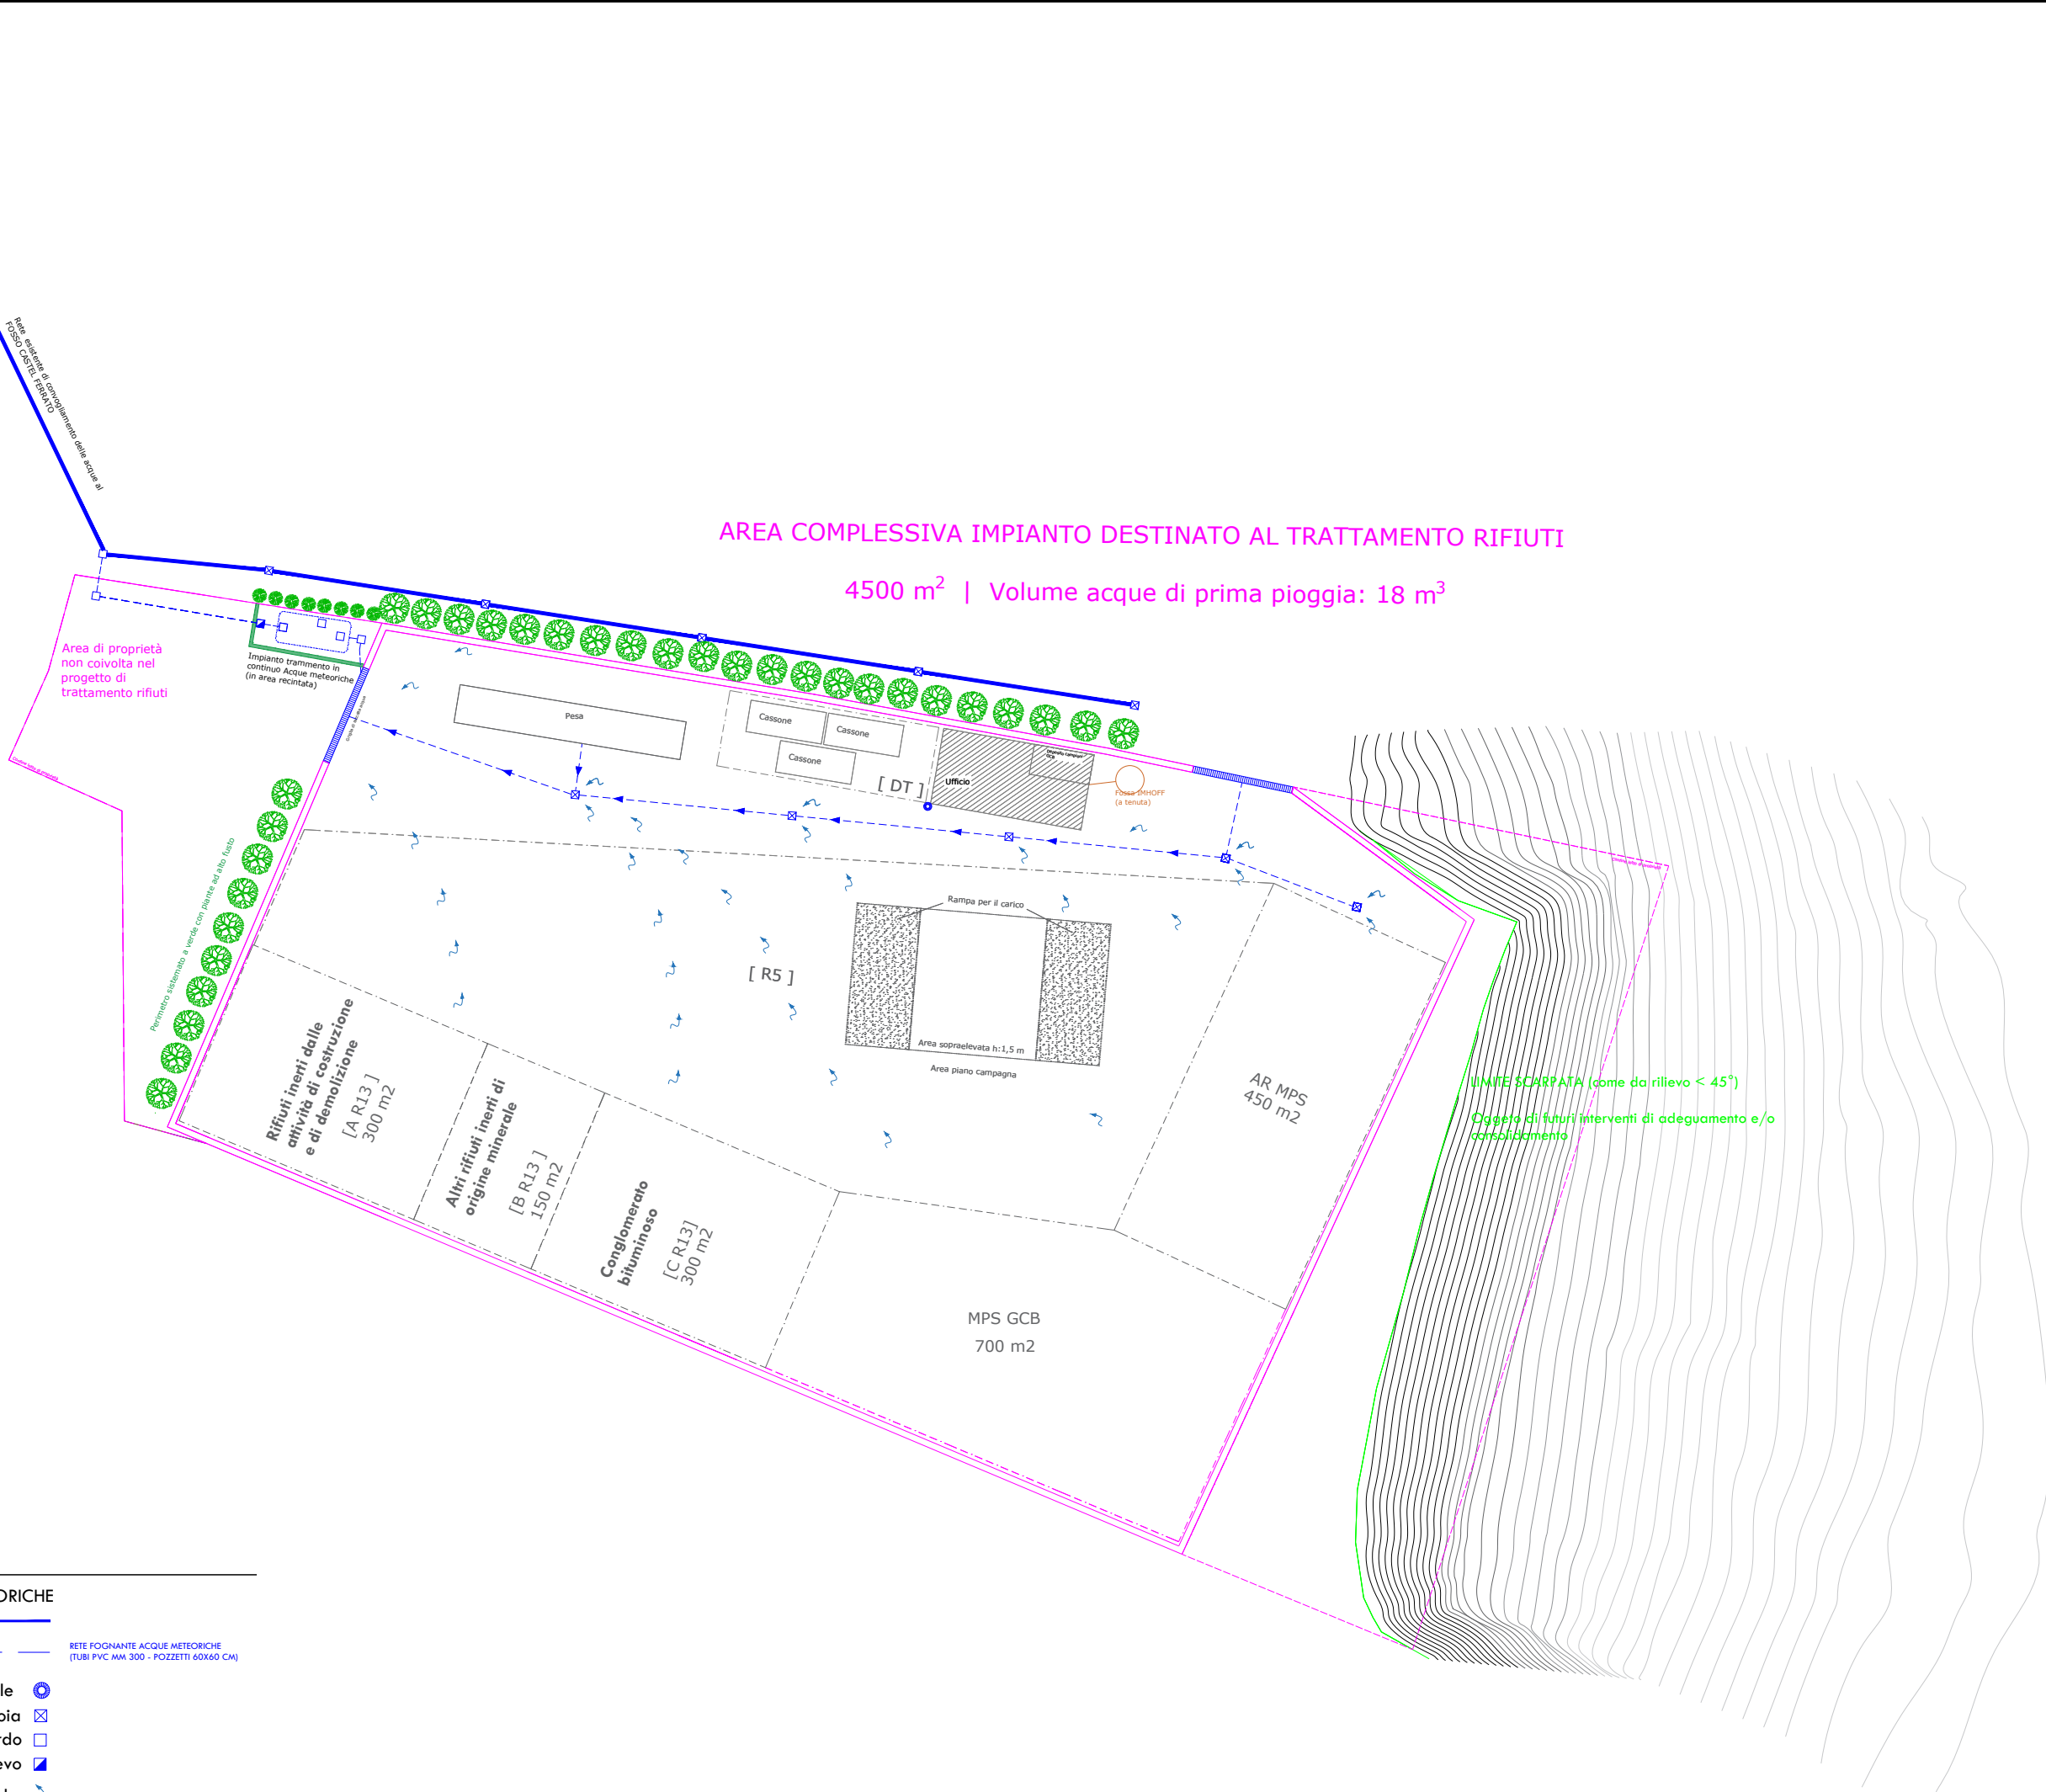 Rete esistente di convogliamento delle acque al
FOSSO CASTEL FERRATO
AREA COMPLESSIVA IMPIANTO DESTINATO AL TRATTAMENTO RIFIUTI
4500 m² | Volume acque di prima pioggia: 18 m³
Area di proprietà
non coivolta nel
progetto di
trattamento rifiuti
Impianto trammento in
continuo Acque meteoriche
(in area recintata)
Pesa
Cassone
Cassone
Cassone
[ DT ]
Ufficio
Fossa IMHOFF
(a tenuta)
Perimetro sistemato a verde con piante ad alto fusto
Rampa per il carico
[ R5 ]
Area sopraelevata h:1,5 m
Area piano campagna
Rifiuti inerti dalle
attività di costruzione
e di demolizione
[A R13 ]
300 m2
Altri rifiuti inerti di
origine minerale
[B R13 ]
150 m2
Conglomerato
bituminoso
[C R13]
300 m2
AR MPS
450 m2
MPS GCB
700 m2
LIMITE SCARPATA (come da rilievo < 45°)
Oggeto di futuri interventi di adeguamento e/o
consolidamento
ORICHE
RETE FOGNANTE ACQUE METEORICHE
(TUBI PVC MM 300 - POZZETTI 60X60 CM)
le
oia
rdo
evo